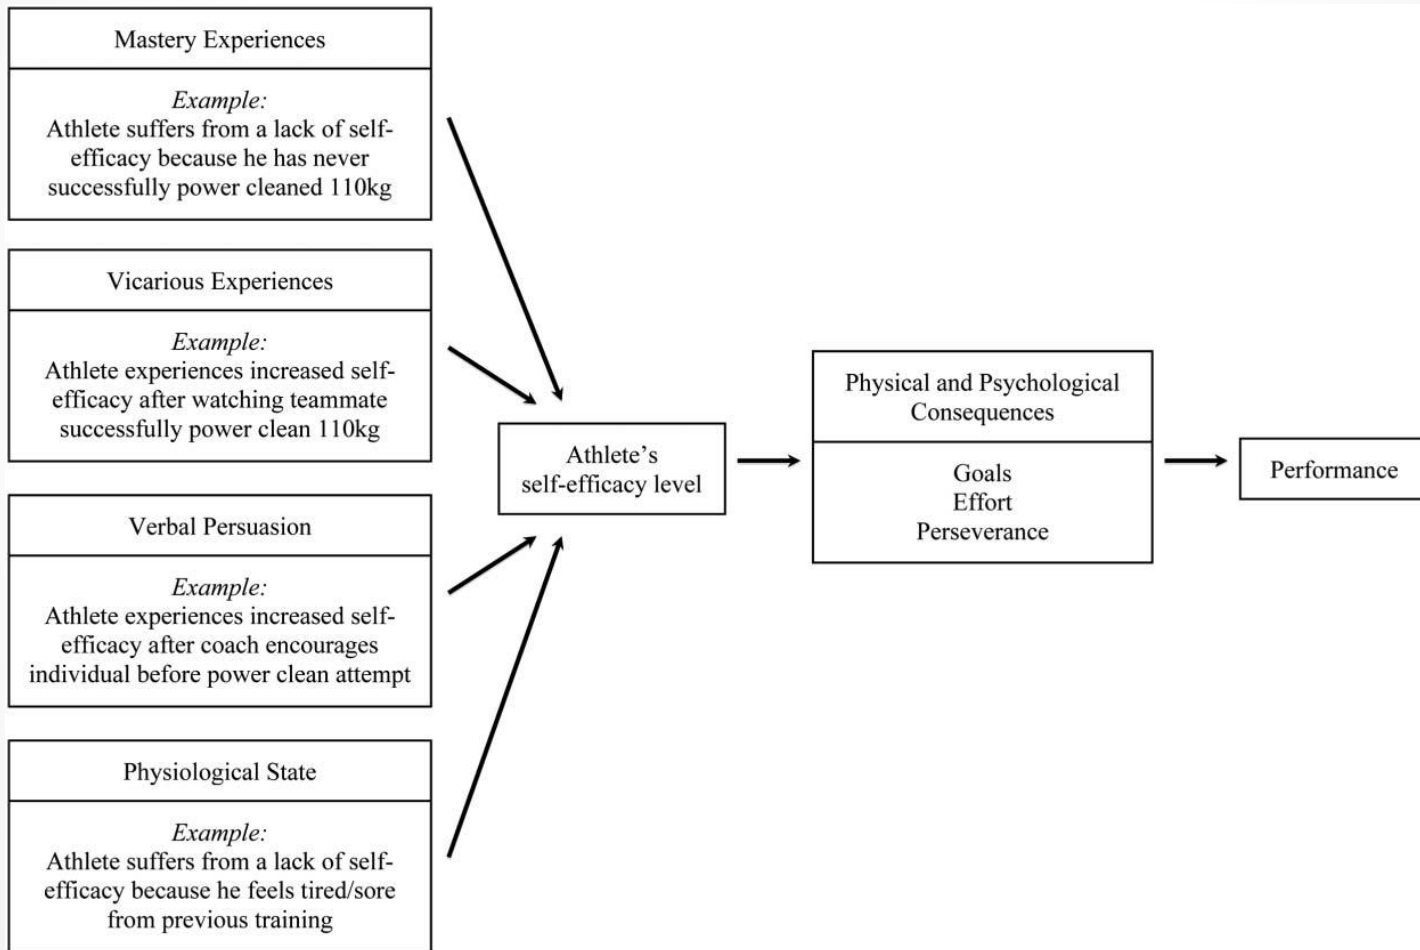 Mastery Experiences
Example:
Athlete suffers from a lack of self-
efficacy because he has never
successfully power cleaned 110kg
Vicarious Experiences
Example:
Athlete experiences increased self-
efficacy after watching teammate
successfully power clean 110kg
Verbal Persuasion
Example:
Athlete experiences increased self-
efficacy after coach encourages
individual before power clean attempt
Physiological State
Example:
Athlete suffers from a lack of self-
efficacy because he feels tired/sore
from previous training
Athlete’s
self-efficacy level
Physical and Psychological
Consequences
Goals
Effort
Perseverance
Performance